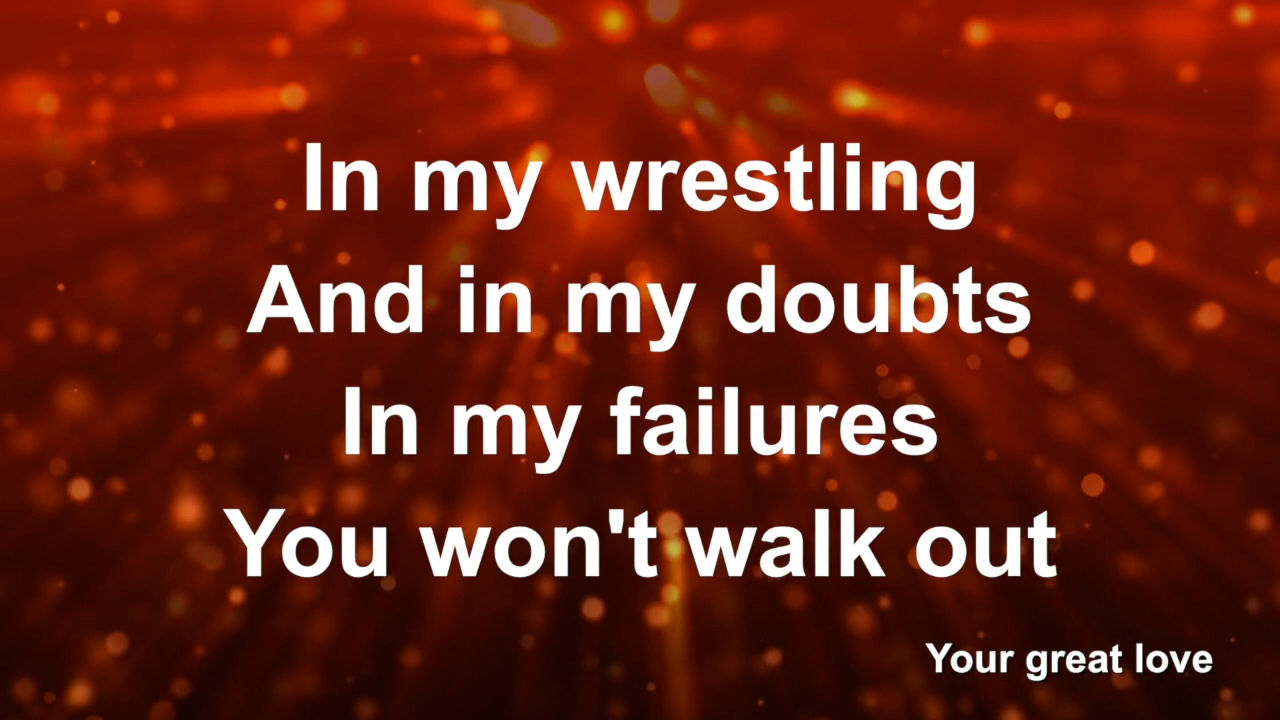 In my wrestling
And in my doubts
In my failures
You won't walk out
Your great love